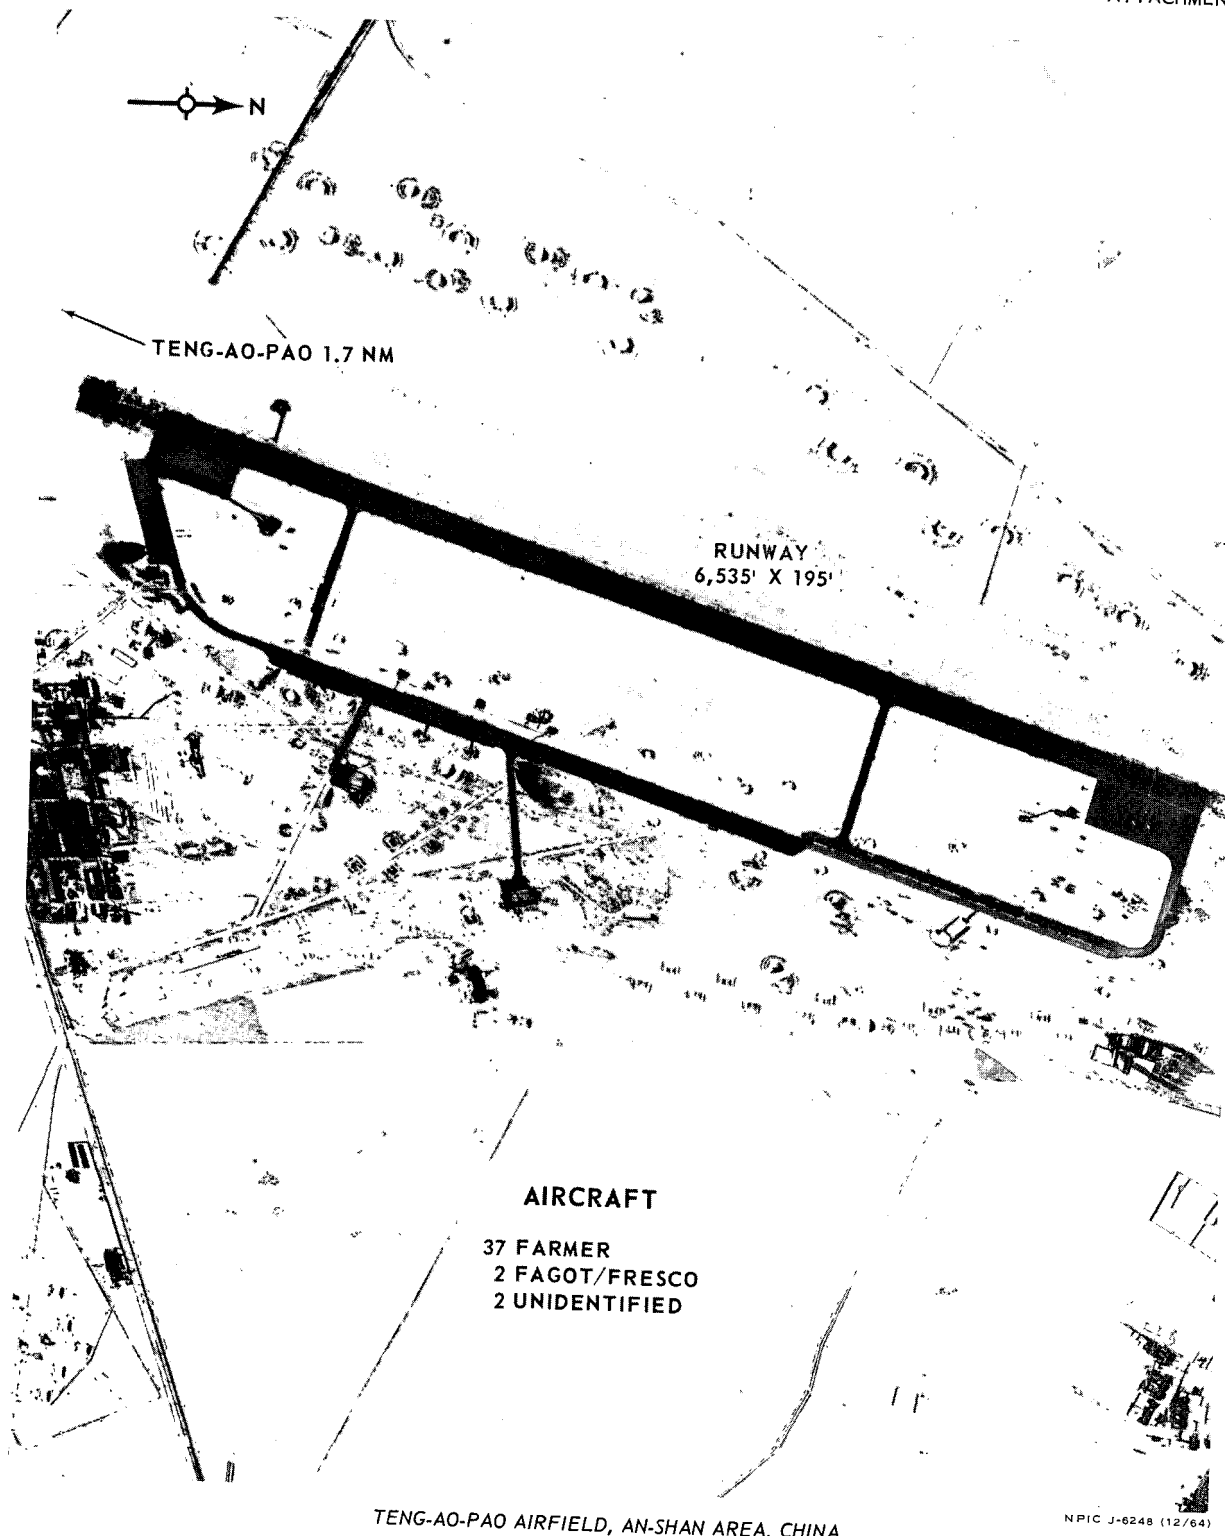 N
TENG-AO-PAO 1.7 NM
RUNWAY
6,535' X 195'
AIRCRAFT
37 FARMER
2 FAGOT/FRESCO
2 UNIDENTIFIED
TENG-AO-PAO AIRFIELD, AN-SHAN AREA, CHINA
NPIC J-6248 (12/64)